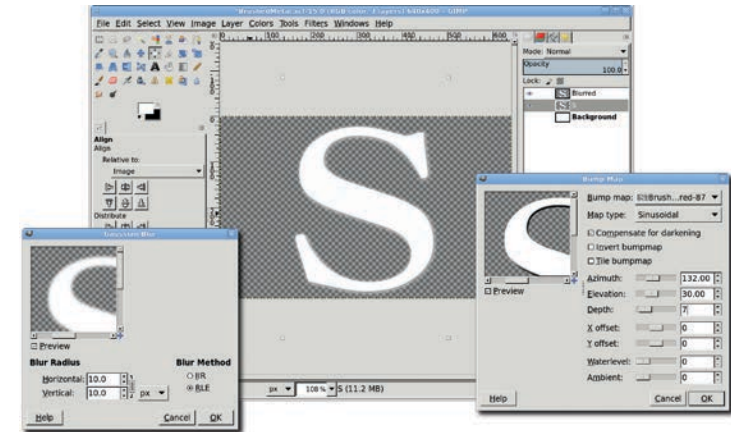 File Edit Select View Image Layer Colors Tools Filters Windows Help
Mode: Normal
Opacity
100.0
Lock:
Blurred
S
Background
Align
Align
Relative to:
Image
Distribute
S
px 108% S (11.2 MB)
Gaussian Blur
Preview
Blur Radius
Horizontal: 10.0
Vertical: 10.0
px
Blur Method
IIR
RLE
Help Cancel OK
Bump Map
Preview
Bump map: Brush...red-87
Map type: Sinusoidal
Compensate for darkening
Invert bumpmap
Tile bumpmap
Azimuth: 132.00
Elevation: 30.00
Depth: 7
X offset: 0
Y offset: 0
Waterlevel: 0
Ambient: 0
Help Cancel OK